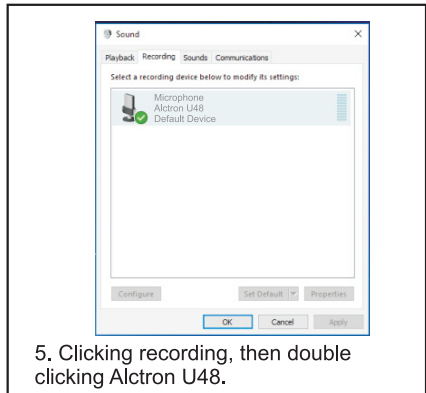 Sound
Playback Recording Sounds Communications
Select a recording device below to modify its settings:
Microphone
Alctron U48
Default Device
Configure Set Default Properties
OK Cancel Apply
5. Clicking recording, then double
clicking Alctron U48.